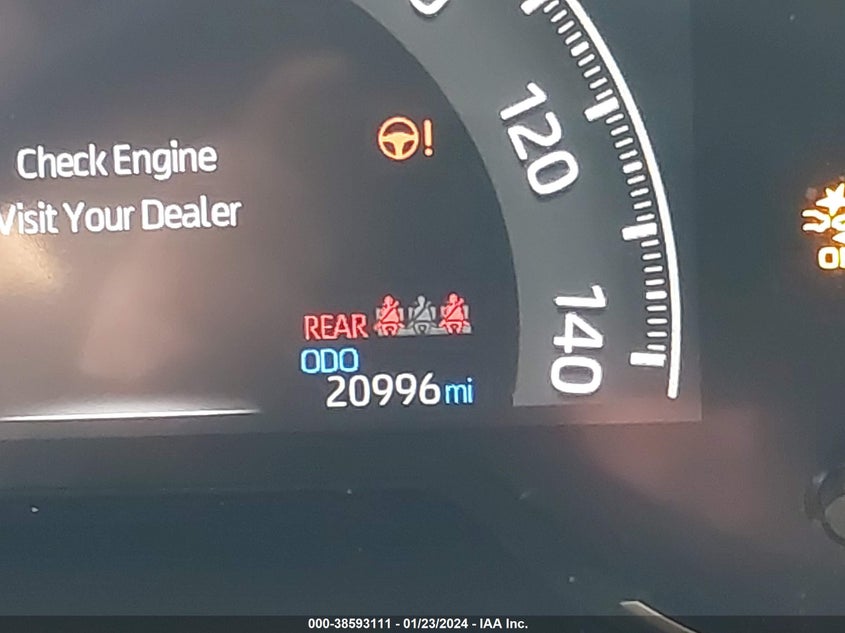 120
Check Engine
Visit Your Dealer
140
REAR
ODO
20996 mi
000-38593111 - 01/23/2024 - IAA Inc.